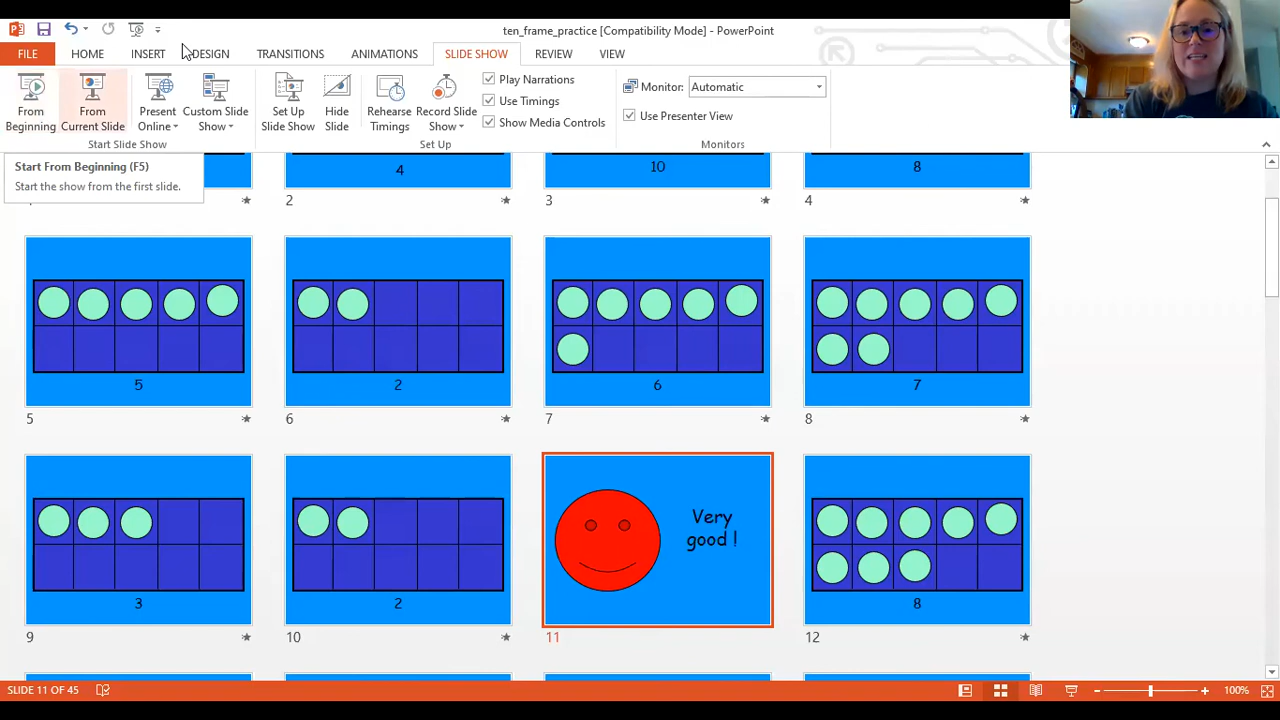 ten_frame_practice [Compatibility Mode] - PowerPoint
FILE HOME INSERT DESIGN TRANSITIONS ANIMATIONS SLIDE SHOW REVIEW VIEW
From Beginning
From Current Slide
Present Online
Custom Slide Show
Start Slide Show
Set Up Slide Show
Hide Slide
Rehearse Timings
Record Slide Show
Play Narrations
Use Timings
Show Media Controls
Set Up
Monitor: Automatic
Use Presenter View
Monitors
Start From Beginning (F5)
Start the show from the first slide.
4
10
8
2
3
4
5
2
6
7
5
6
7
8
3
2
Very
good !
8
9
10
11
12
SLIDE 11 OF 45
100%